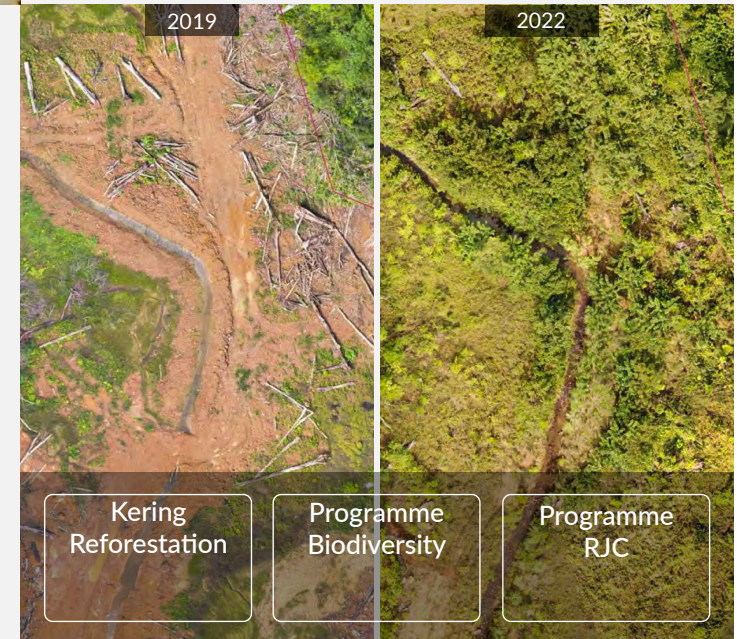 2019
2022
Kering
Reforestation
Programme
Biodiversity
Programme
RJC